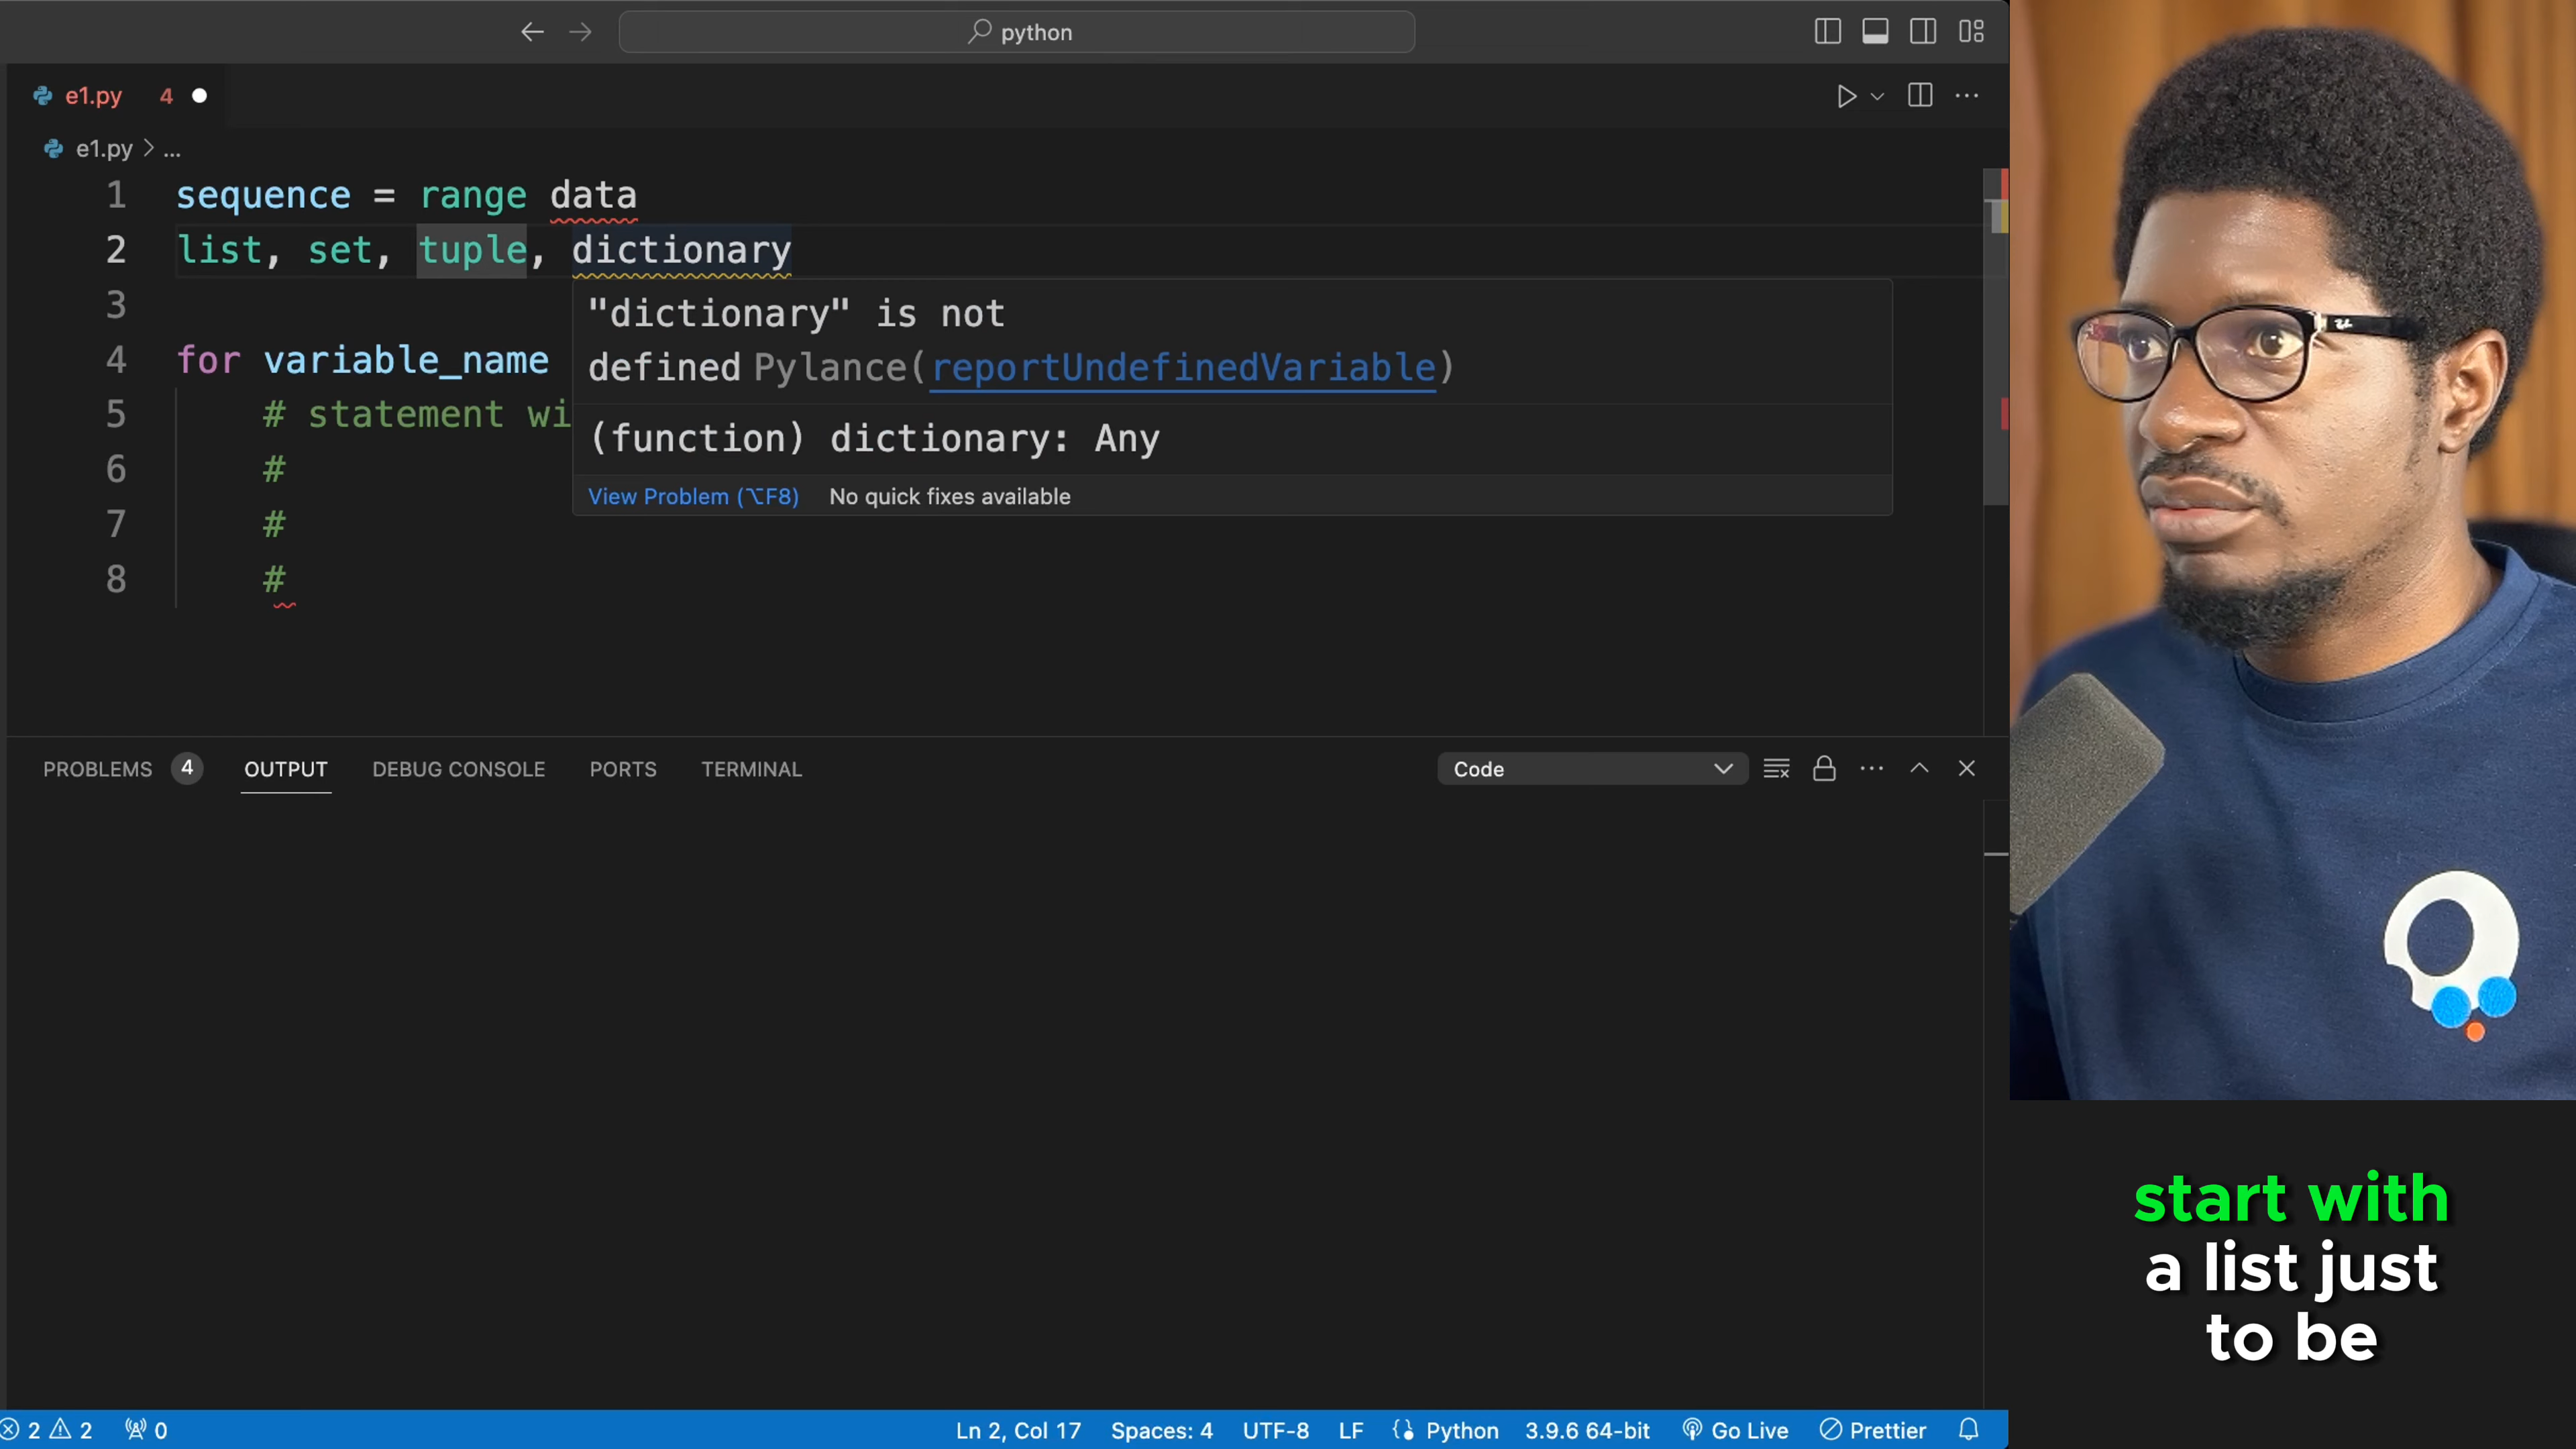 python
e1.py 4
e1.py > ...
1 sequence = range data
2 list, set, tuple, dictionary
3
"dictionary" is not
4 for variable_name
defined Pylance(reportUndefinedVariable)
5 # statement wi
(function) dictionary: Any
6 #
View Problem (⌥F8) No quick fixes available
7 #
8 #
PROBLEMS 4 OUTPUT DEBUG CONSOLE PORTS TERMINAL Code
start with
a list just
to be
2 2 0 Ln 2, Col 17 Spaces: 4 UTF-8 LF Python 3.9.6 64-bit Go Live Prettier